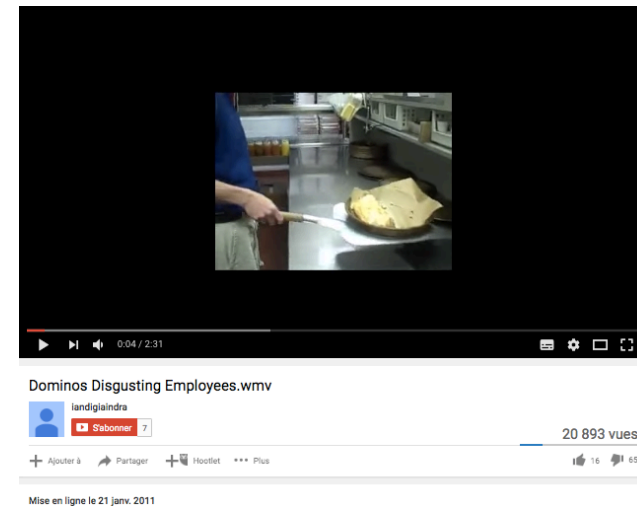 0:04 / 2:31
Dominos Disgusting Employees.wmv
iandigiaindra
S'abonner 7
20 893 vues
Ajouter à Partager Hootlet Plus 16 65
Mise en ligne le 21 janv. 2011